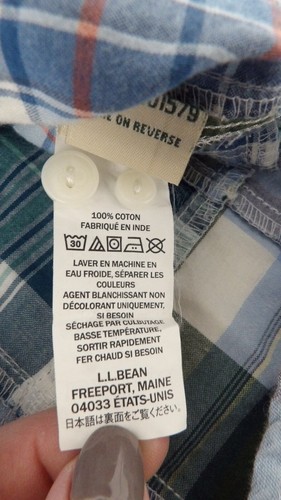 01579
ON REVERSE
100% COTON
FABRIQUÉ EN INDE
30
LAVER EN MACHINE EN
EAU FROIDE, SÉPARER LES
COULEURS
AGENT BLANCHISSANT NON
DÉCOLORANT UNIQUEMENT,
SI BESOIN
SÉCHAGE PAR CULBUTAGE
BASSE TEMPÉRATURE,
SORTIR RAPIDEMENT
FER CHAUD SI BESOIN
L.L.BEAN
FREEPORT, MAINE
04033 ÉTATS-UNIS
日本語は裏面をご覧ください。